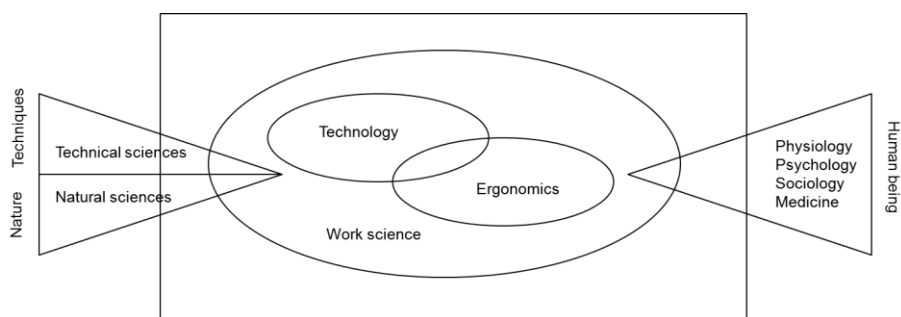 Techniques
Nature
Technical sciences
Natural sciences
Technology
Ergonomics
Work science
Physiology
Psychology
Sociology
Medicine
Human being